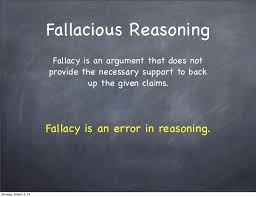 Fallacious Reasoning
Fallacy is an argument that does not
provide the necessary support to back
up the given claims.
Fallacy is an error in reasoning.